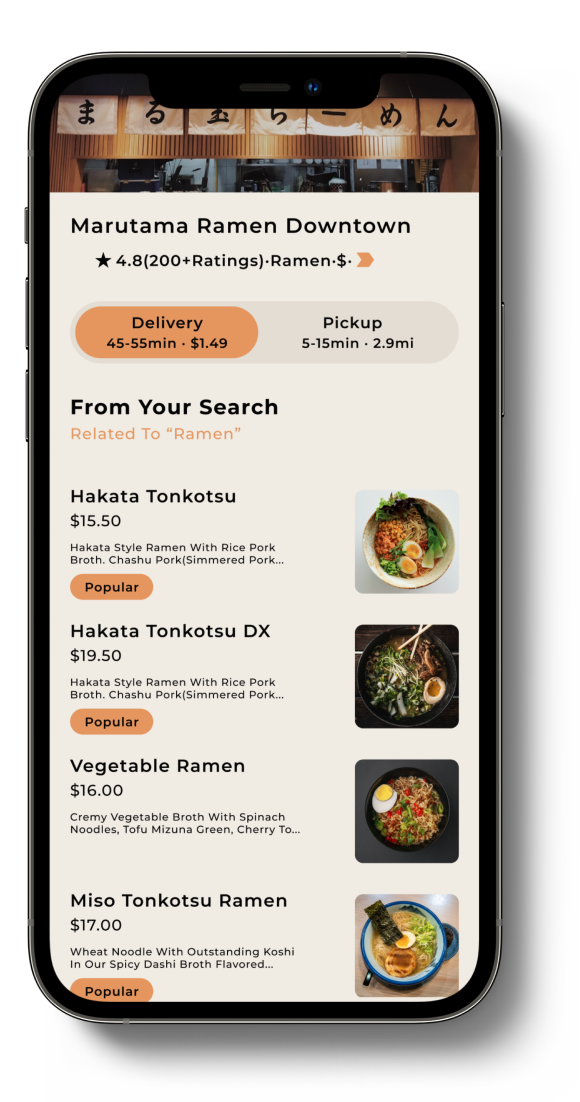 まる玉らーめん
Marutama Ramen Downtown
★ 4.8(200+Ratings)·Ramen·$·
Delivery
45-55min · $1.49
Pickup
5-15min · 2.9mi
From Your Search
Related To “Ramen”
Hakata Tonkotsu
$15.50
Hakata Style Ramen With Rice Pork
Broth. Chashu Pork(Simmered Pork...
Popular
Hakata Tonkotsu DX
$19.50
Hakata Style Ramen With Rice Pork
Broth. Chashu Pork(Simmered Pork...
Popular
Vegetable Ramen
$16.00
Cremy Vegetable Broth With Spinach
Noodles, Tofu Mizuna Green, Cherry To...
Miso Tonkotsu Ramen
$17.00
Wheat Noodle With Outstanding Koshi
In Our Spicy Dashi Broth Flavored...
Popular